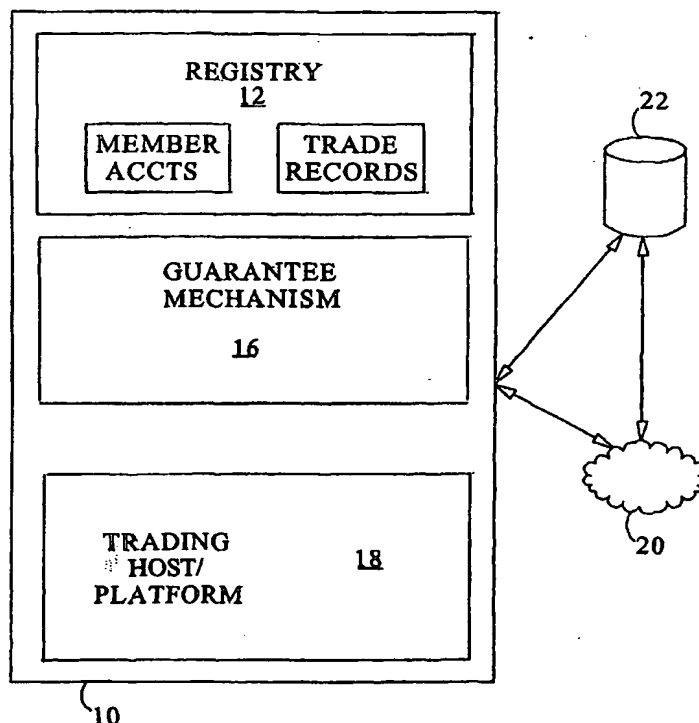 REGISTRY
12
MEMBER
ACCTS
TRADE
RECORDS
GUARANTEE
MECHANISM
16
TRADING
HOST/
PLATFORM
18
10
22
20